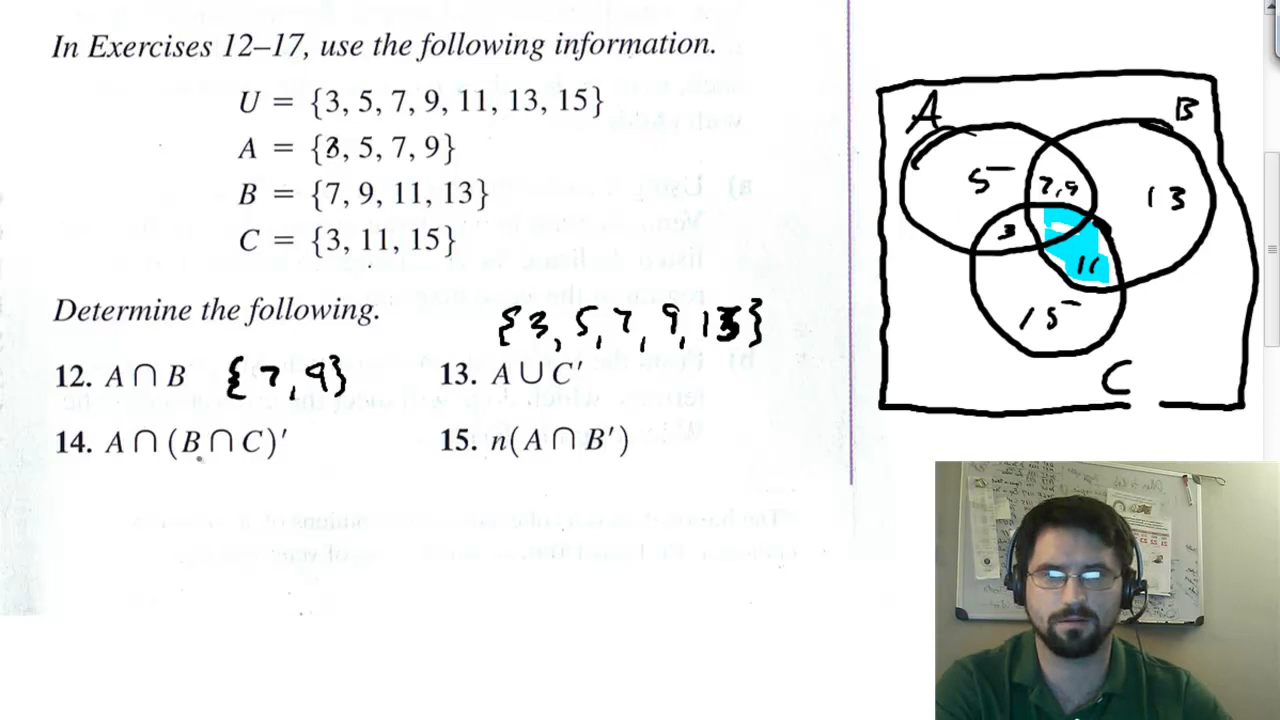 In Exercises 12–17, use the following information.
U = {3, 5, 7, 9, 11, 13, 15}
A = {3, 5, 7, 9}
B = {7, 9, 11, 13}
C = {3, 11, 15}
Determine the following.
{3, 5, 7, 9, 13}
12. A ∩ B {7, 9}
13. A ∪ C′
14. A ∩ (B ∩ C)′
15. n(A ∩ B′)
A
B
5
7, 9
13
3
11
15
C